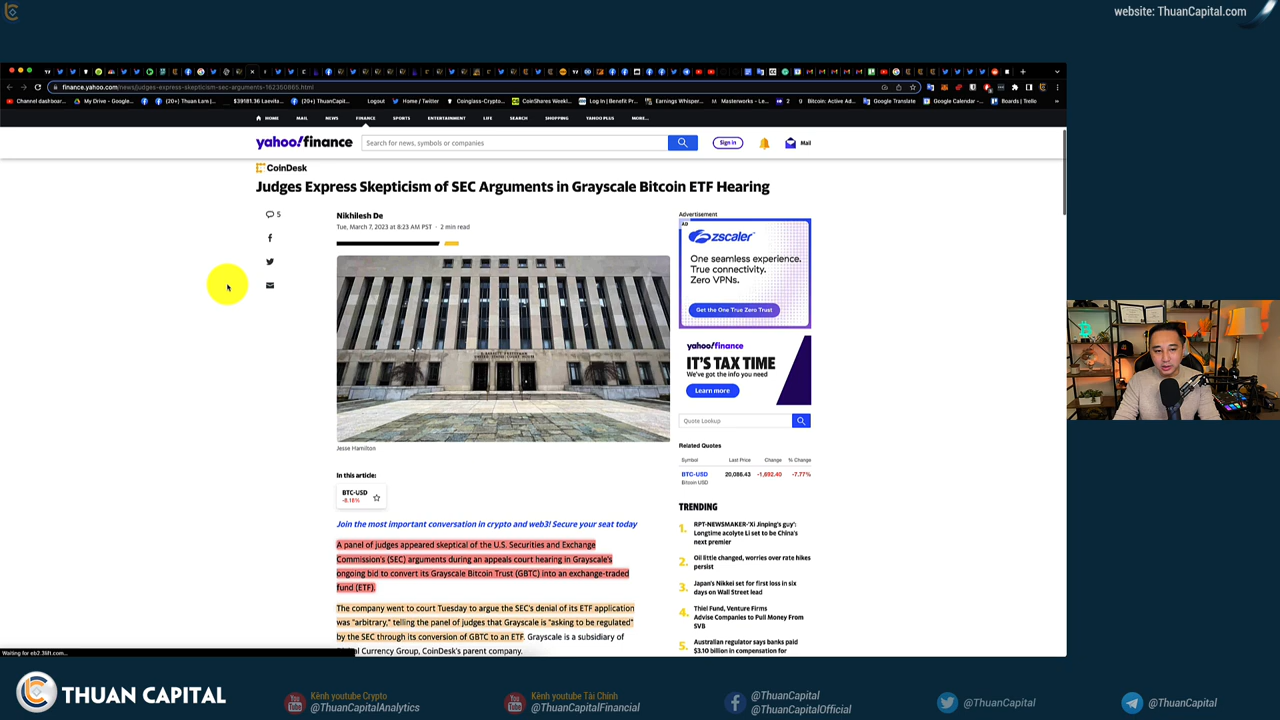 website: ThuanCapital.com
finance.yahoo.com/news/judges-express-skepticism-sec-arguments-162350865.html
Channel dashboar...
My Drive - Google...
(20+) Thuan Lam |...
$39181.36 Levita...
(20+) ThuanCapit...
Logout
Home / Twitter
Coinglass-Crypto...
CoinShares Weekl...
Log In | Benefit Pr...
Earnings Whisper...
Masterworks – Le...
2
Bitcoin: Active Ad...
Google Translate
Google Calendar -...
Boards | Trello
HOME
MAIL
NEWS
FINANCE
SPORTS
ENTERTAINMENT
LIFE
SEARCH
SHOPPING
YAHOO PLUS
MORE...
yahoo!finance
Search for news, symbols or companies
Sign in
Mail
CoinDesk
Judges Express Skepticism of SEC Arguments in Grayscale Bitcoin ETF Hearing
5
Nikhilesh De
Tue, March 7, 2023 at 8:23 AM PST · 2 min read
Jesse Hamilton
In this article:
BTC-USD
Join the most important conversation in crypto and web3! Secure your seat today
A panel of judges appeared skeptical of the U.S. Securities and Exchange
Commission's (SEC) arguments during an appeals court hearing in Grayscale's
ongoing bid to convert its Grayscale Bitcoin Trust (GBTC) into an exchange-traded
fund (ETF).
The company went to court Tuesday to argue the SEC's denial of its ETF application
was "arbitrary," telling the panel of judges that Grayscale is "asking to be regulated"
by the SEC through its conversion of GBTC to an ETF. Grayscale is a subsidiary of
Currency Group, CoinDesk's parent company.
Advertisement
AD
zscaler
One seamless experience.
True connectivity.
Zero VPNs.
Get the One True Zero Trust
yahoo!finance
IT'S TAX TIME
We've got the info you need
Learn more
Quote Lookup
Related Quotes
Symbol Last Price Change % Change
BTC-USD 20,086.43 -1,692.40 -7.77%
Bitcoin USD
TRENDING
1. RPT-NEWSMAKER-'Xi Jinping's guy':
Longtime acolyte Li set to be China's
next premier
2. Oil little changed, worries over rate hikes
persist
3. Japan's Nikkei set for first loss in six
days on Wall Street lead
4. Thiel Fund, Venture Firms
Advise Companies to Pull Money From
SVB
5. Australian regulator says banks paid
$3.10 billion in compensation for
THUAN CAPITAL
Kênh youtube Crypto
@ThuanCapitalAnalytics
Kênh youtube Tài Chính
@ThuanCapitalFinancial
@ThuanCapital
@ThuanCapitalOfficial
@ThuanCapital
@ThuanCapital